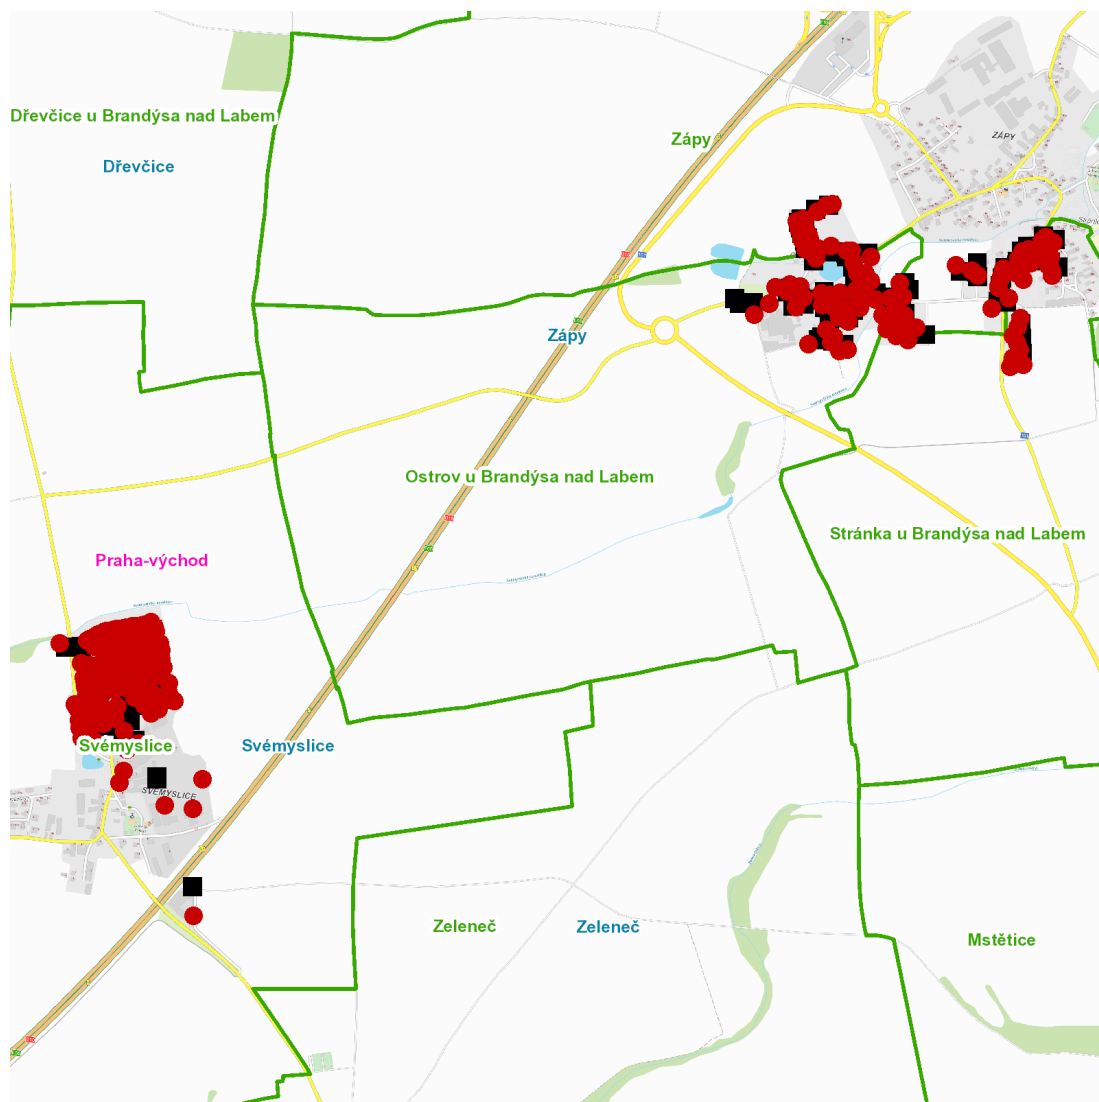 Dřevčice u Brandýsa nad Labem
Zápy
ZÁPY
Dřevčice
Zápy
Ostrov u Brandýsa nad Labem
Stránka u Brandýsa nad Labem
Praha-východ
Svémyslice
Svémyslice
SVÉMYSLICE
Zeleneč
Zeleneč
Mstětice